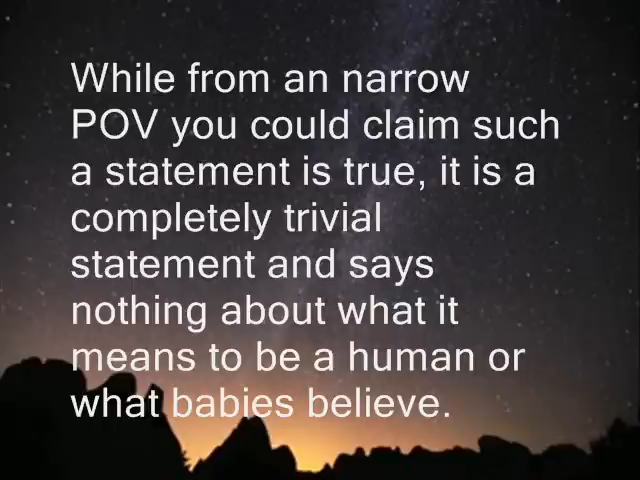 While from an narrow
POV you could claim such
a statement is true, it is a
completely trivial
statement and says
nothing about what it
means to be a human or
what babies believe.